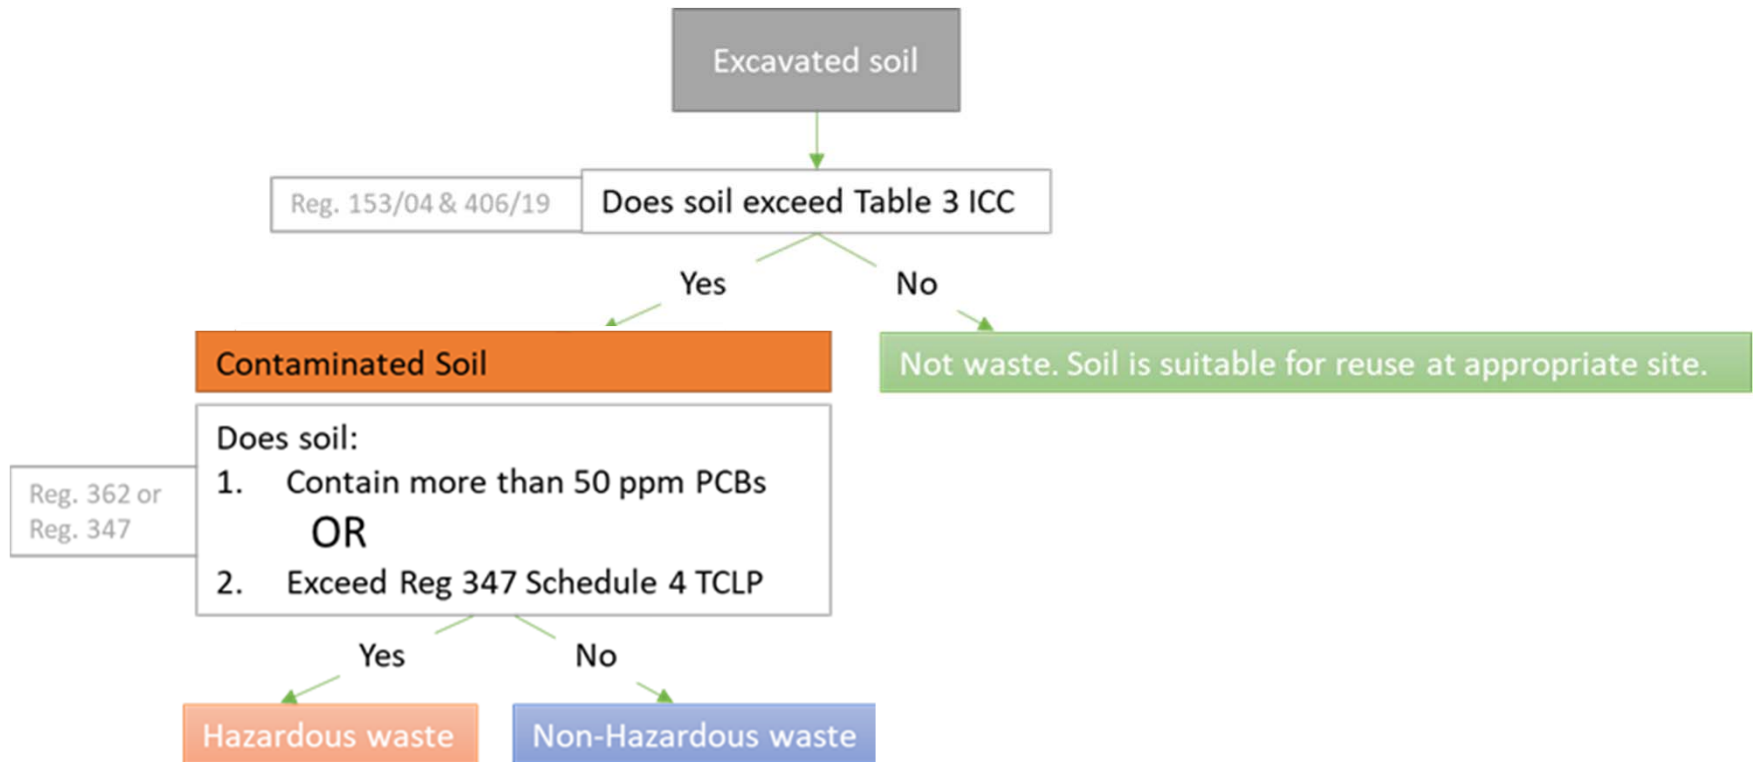 Excavated soil
Reg. 153/04 & 406/19
Does soil exceed Table 3 ICC
Yes
No
Contaminated Soil
Not waste. Soil is suitable for reuse at appropriate site.
Does soil:
1. Contain more than 50 ppm PCBs
OR
2. Exceed Reg 347 Schedule 4 TCLP
Reg. 362 or
Reg. 347
Yes
No
Hazardous waste
Non-Hazardous waste